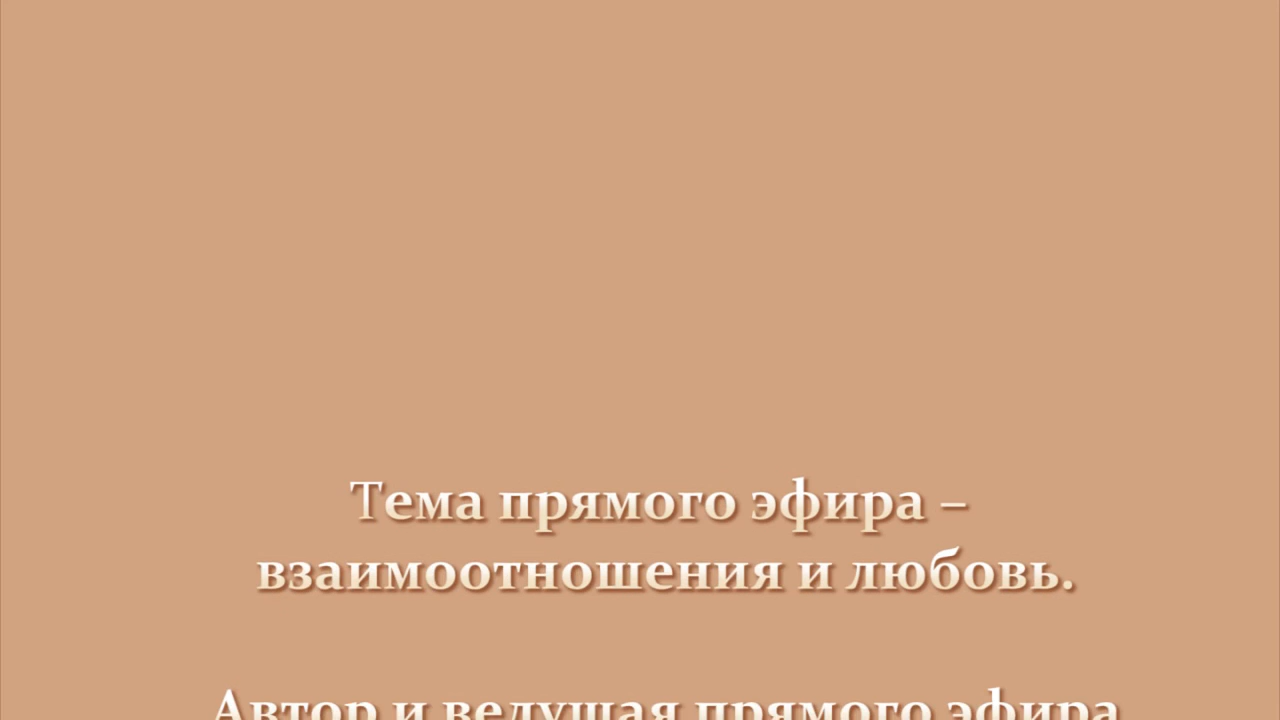 Тема прямого эфира –
взаимоотношения и любовь.
Автор и ведущая прямого эфира